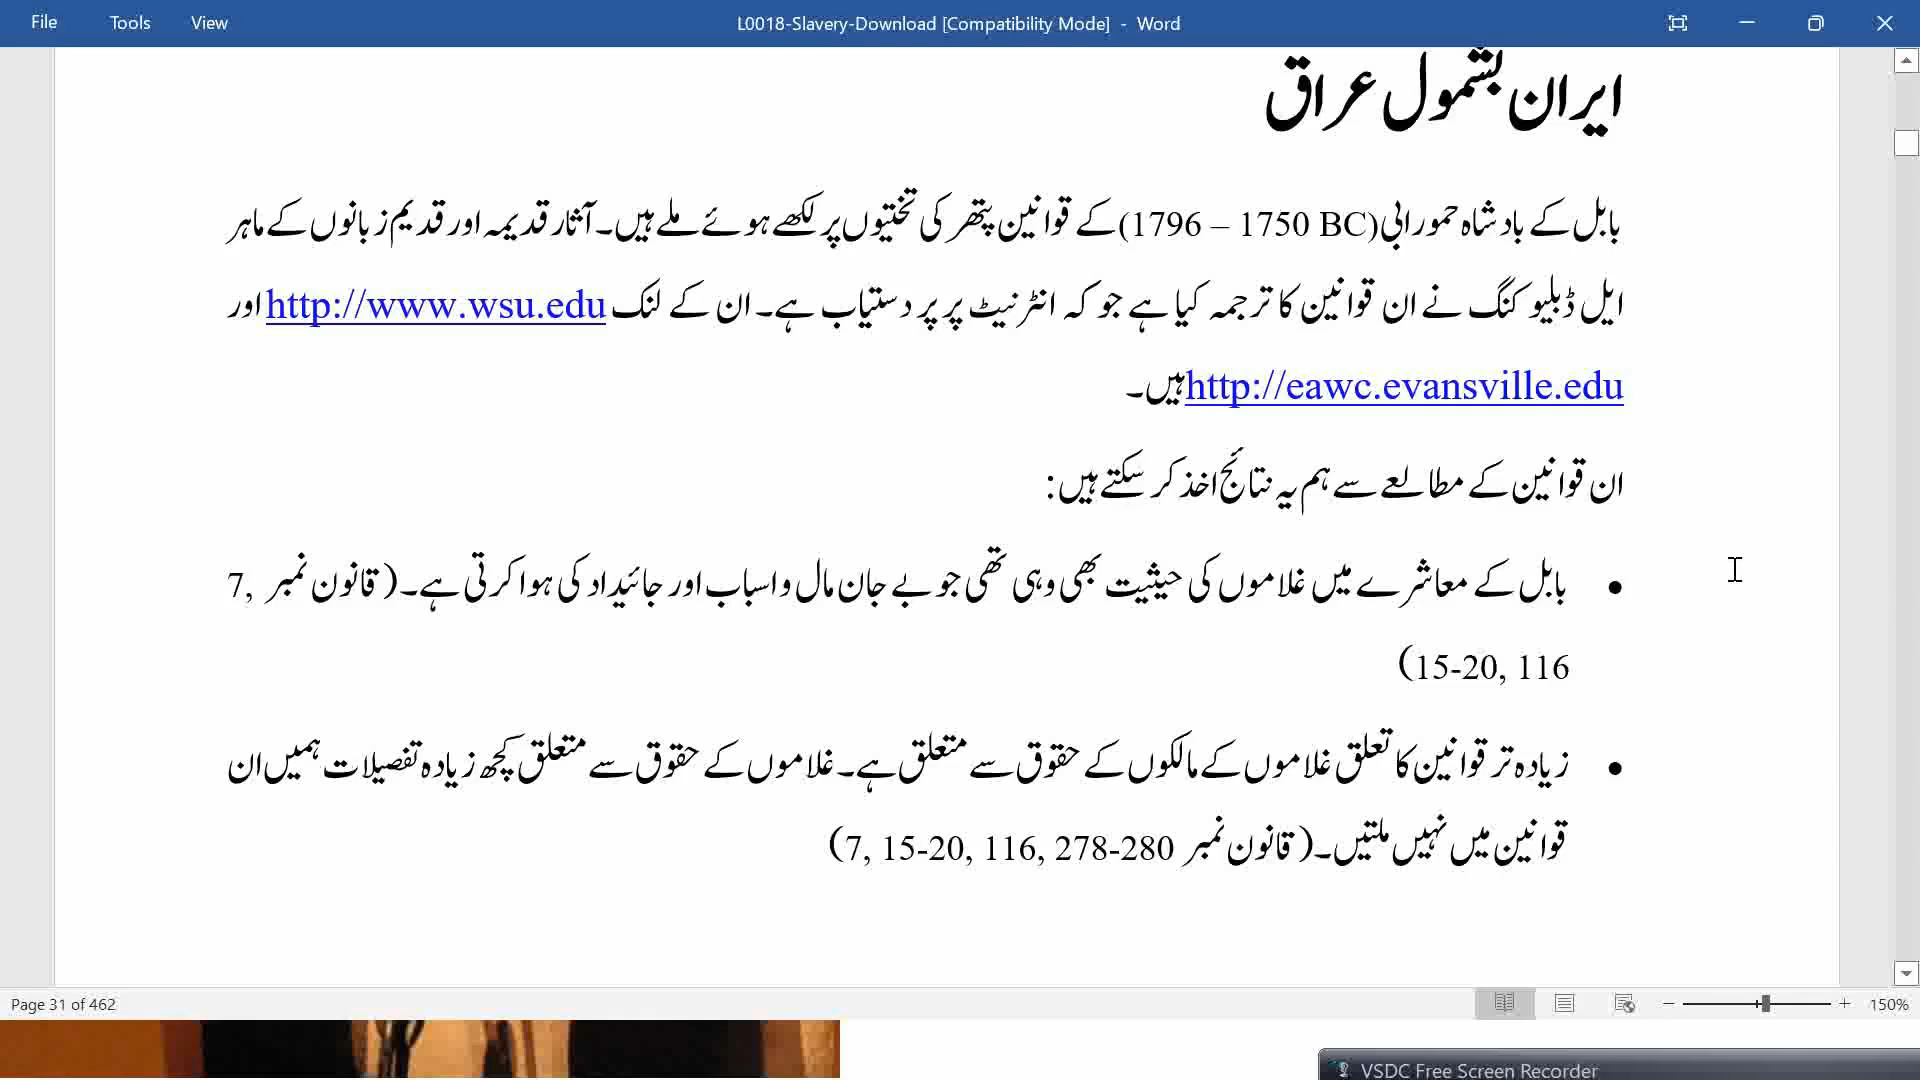 File Tools View L0018-Slavery-Download [Compatibility Mode] - Word
ایران بشمول عراق
بابل کے بادشاہ حمورابی (1796 – 1750 BC) کے قوانین پتھر کی تختیوں پر لکھے ہوئے ملے ہیں۔ آثار قدیمہ اور قدیم زبانوں کے ماہر
ایل ڈبلیو کنگ نے ان قوانین کا ترجمہ کیا ہے جو کہ انٹرنیٹ پر پر دستیاب ہے۔ ان کے لنک http://www.wsu.edu اور
http://eawc.evansville.edu ہیں۔
ان قوانین کے مطالعے سے ہم یہ نتائج اخذ کر سکتے ہیں:
• بابل کے معاشرے میں غلاموں کی حیثیت بھی وہی تھی جو بے جان مال و اسباب اور جائیداد کی ہوا کرتی ہے۔ (قانون نمبر 7,
15-20, 116)
• زیادہ تر قوانین کا تعلق غلاموں کے مالکوں کے حقوق سے متعلق ہے۔ غلاموں کے حقوق سے متعلق کچھ زیادہ تفصیلات ہمیں ان
قوانین میں نہیں ملتیں۔ (قانون نمبر 7, 15-20, 116, 278-280)
Page 31 of 462
150%
VSDC Free Screen Recorder